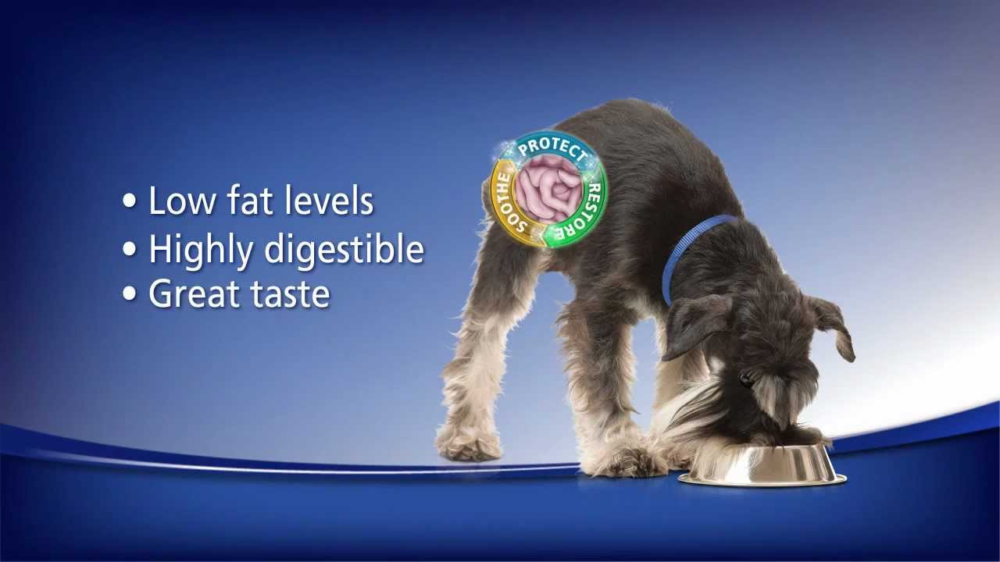 • Low fat levels
• Highly digestible
• Great taste
PROTECT
RESTORE
SOOTHE